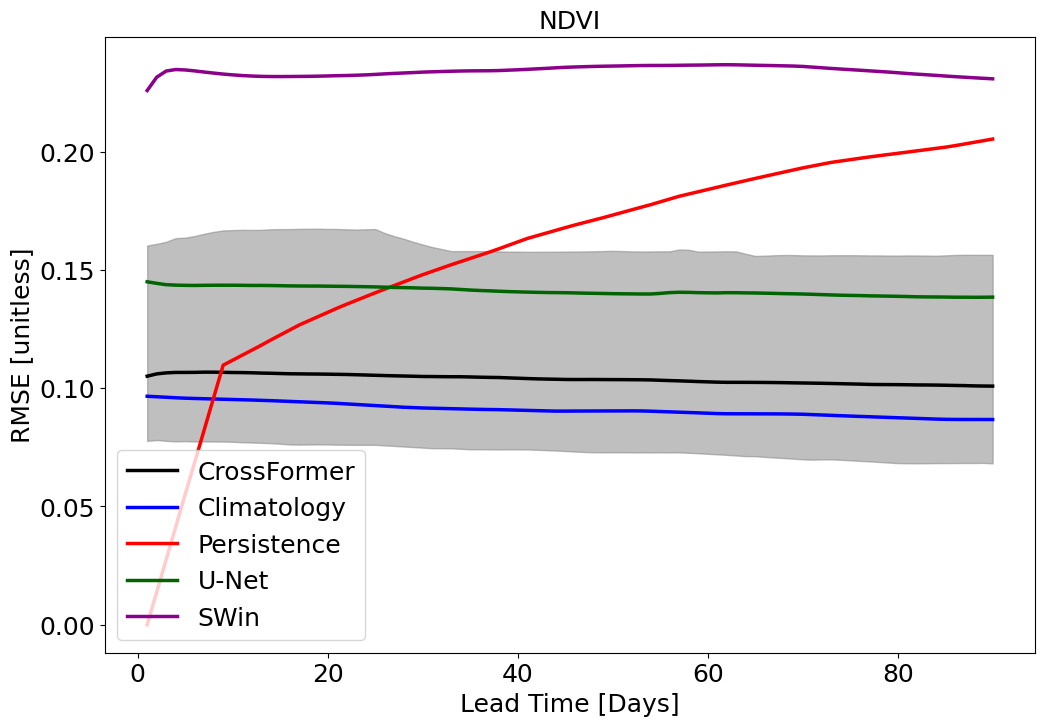 NDVI
RMSE [unitless]
0.20
0.15
0.10
0.05
0.00
CrossFormer
Climatology
Persistence
U-Net
SWin
0 20 40 60 80
Lead Time [Days]